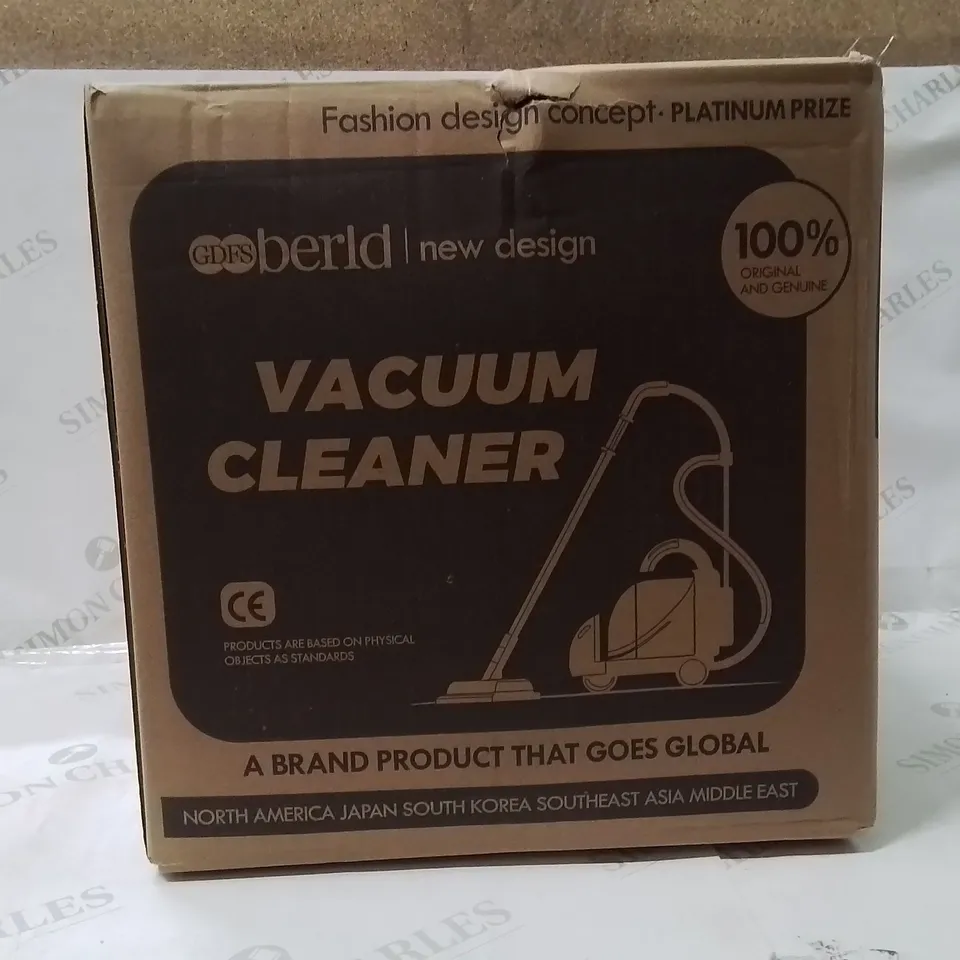 Fashion design concept· PLATINUM PRIZE
GDFS berld | new design
100%
ORIGINAL
AND GENUINE
VACUUM
CLEANER
CE
PRODUCTS ARE BASED ON PHYSICAL
OBJECTS AS STANDARDS
A BRAND PRODUCT THAT GOES GLOBAL
NORTH AMERICA JAPAN SOUTH KOREA SOUTHEAST ASIA MIDDLE EAST
SIMON CHARLES